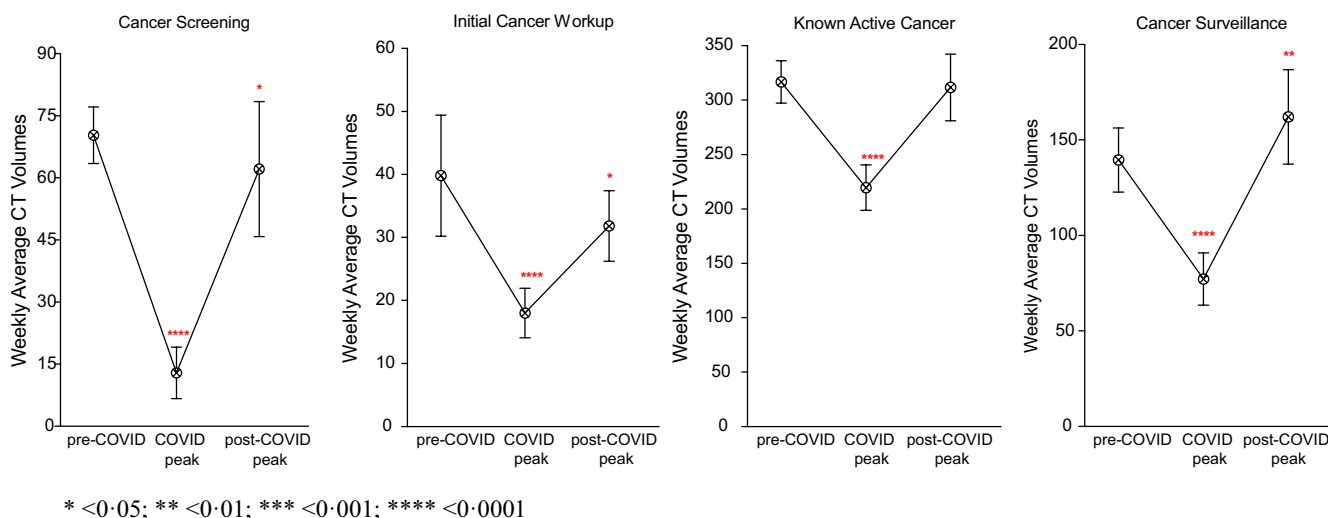 Cancer Screening
Weekly Average CT Volumes
90
75
60
45
30
15
0
*
****
pre-COVID
COVID
peak
post-COVID
peak
Initial Cancer Workup
Weekly Average CT Volumes
60
50
40
30
20
10
0
****
*
pre-COVID
COVID
peak
post-COVID
peak
Known Active Cancer
Weekly Average CT Volumes
350
300
250
200
150
100
50
0
****
pre-COVID
COVID
peak
post-COVID
peak
Cancer Surveillance
Weekly Average CT Volumes
200
150
100
50
0
**
****
pre-COVID
COVID
peak
post-COVID
peak
* <0·05; ** <0·01; *** <0·001; **** <0·0001